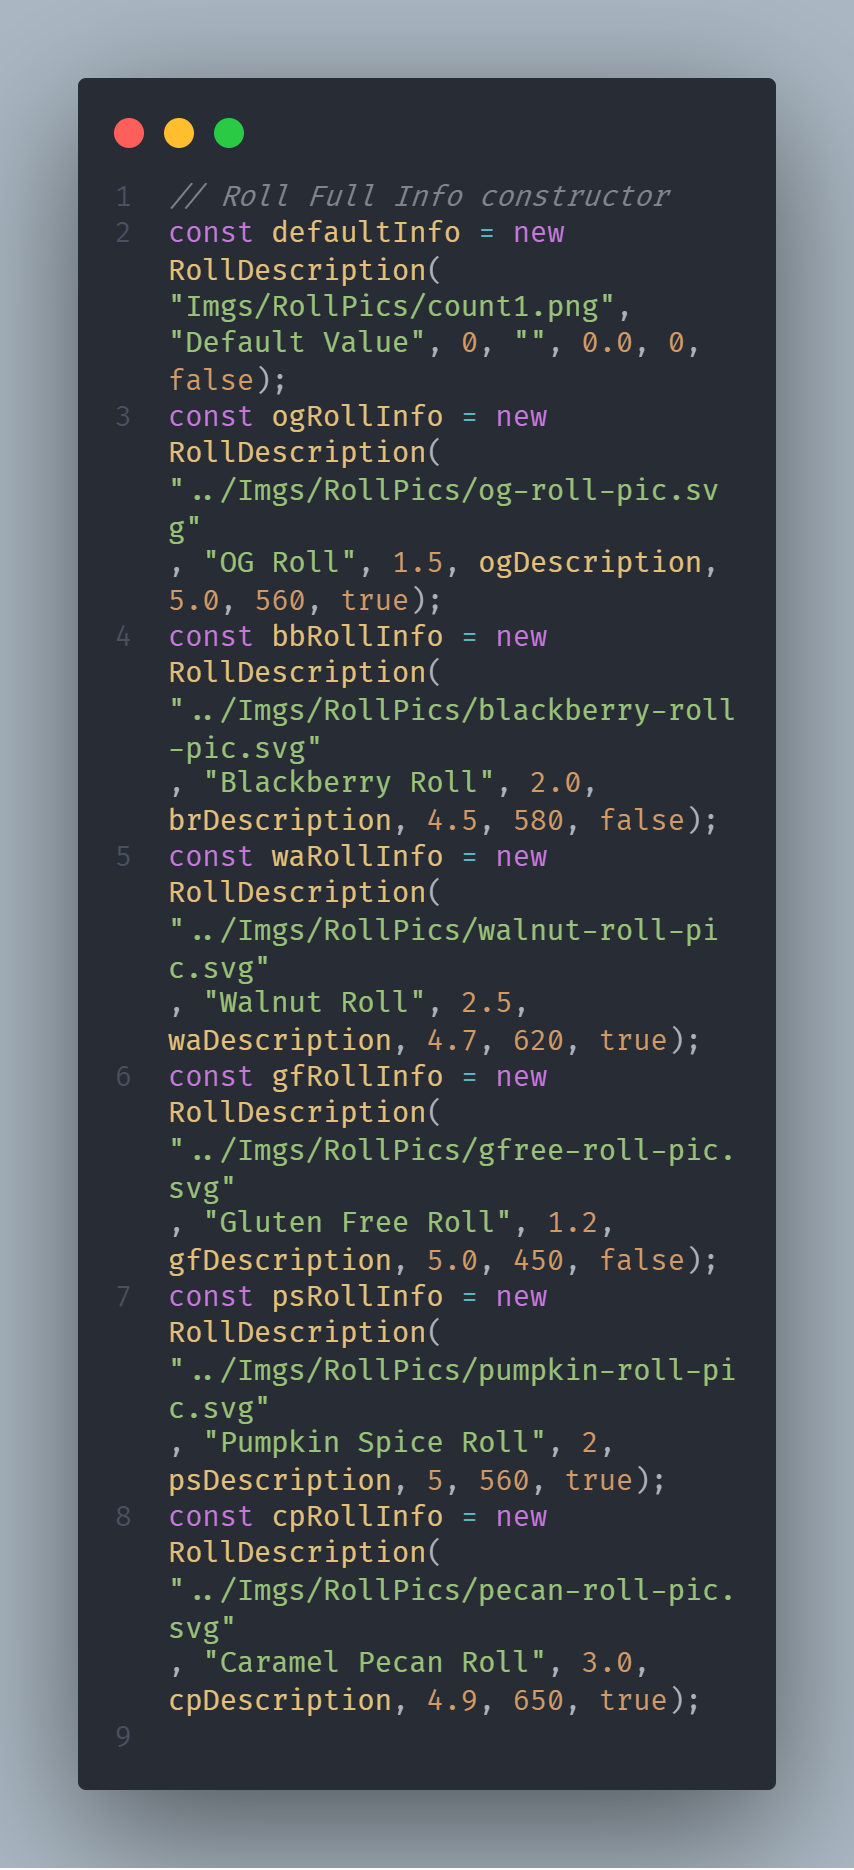 1 // Roll Full Info constructor
2 const defaultInfo = new
RollDescription(
"Imgs/RollPics/count1.png",
"Default Value", 0, "", 0.0, 0,
false);
3 const ogRollInfo = new
RollDescription(
"../Imgs/RollPics/og-roll-pic.sv
g"
, "OG Roll", 1.5, ogDescription,
5.0, 560, true);
4 const bbRollInfo = new
RollDescription(
"../Imgs/RollPics/blackberry-roll
-pic.svg"
, "Blackberry Roll", 2.0,
brDescription, 4.5, 580, false);
5 const waRollInfo = new
RollDescription(
"../Imgs/RollPics/walnut-roll-pi
c.svg"
, "Walnut Roll", 2.5,
waDescription, 4.7, 620, true);
6 const gfRollInfo = new
RollDescription(
"../Imgs/RollPics/gfree-roll-pic.
svg"
, "Gluten Free Roll", 1.2,
gfDescription, 5.0, 450, false);
7 const psRollInfo = new
RollDescription(
"../Imgs/RollPics/pumpkin-roll-pi
c.svg"
, "Pumpkin Spice Roll", 2,
psDescription, 5, 560, true);
8 const cpRollInfo = new
RollDescription(
"../Imgs/RollPics/pecan-roll-pic.
svg"
, "Caramel Pecan Roll", 3.0,
cpDescription, 4.9, 650, true);
9